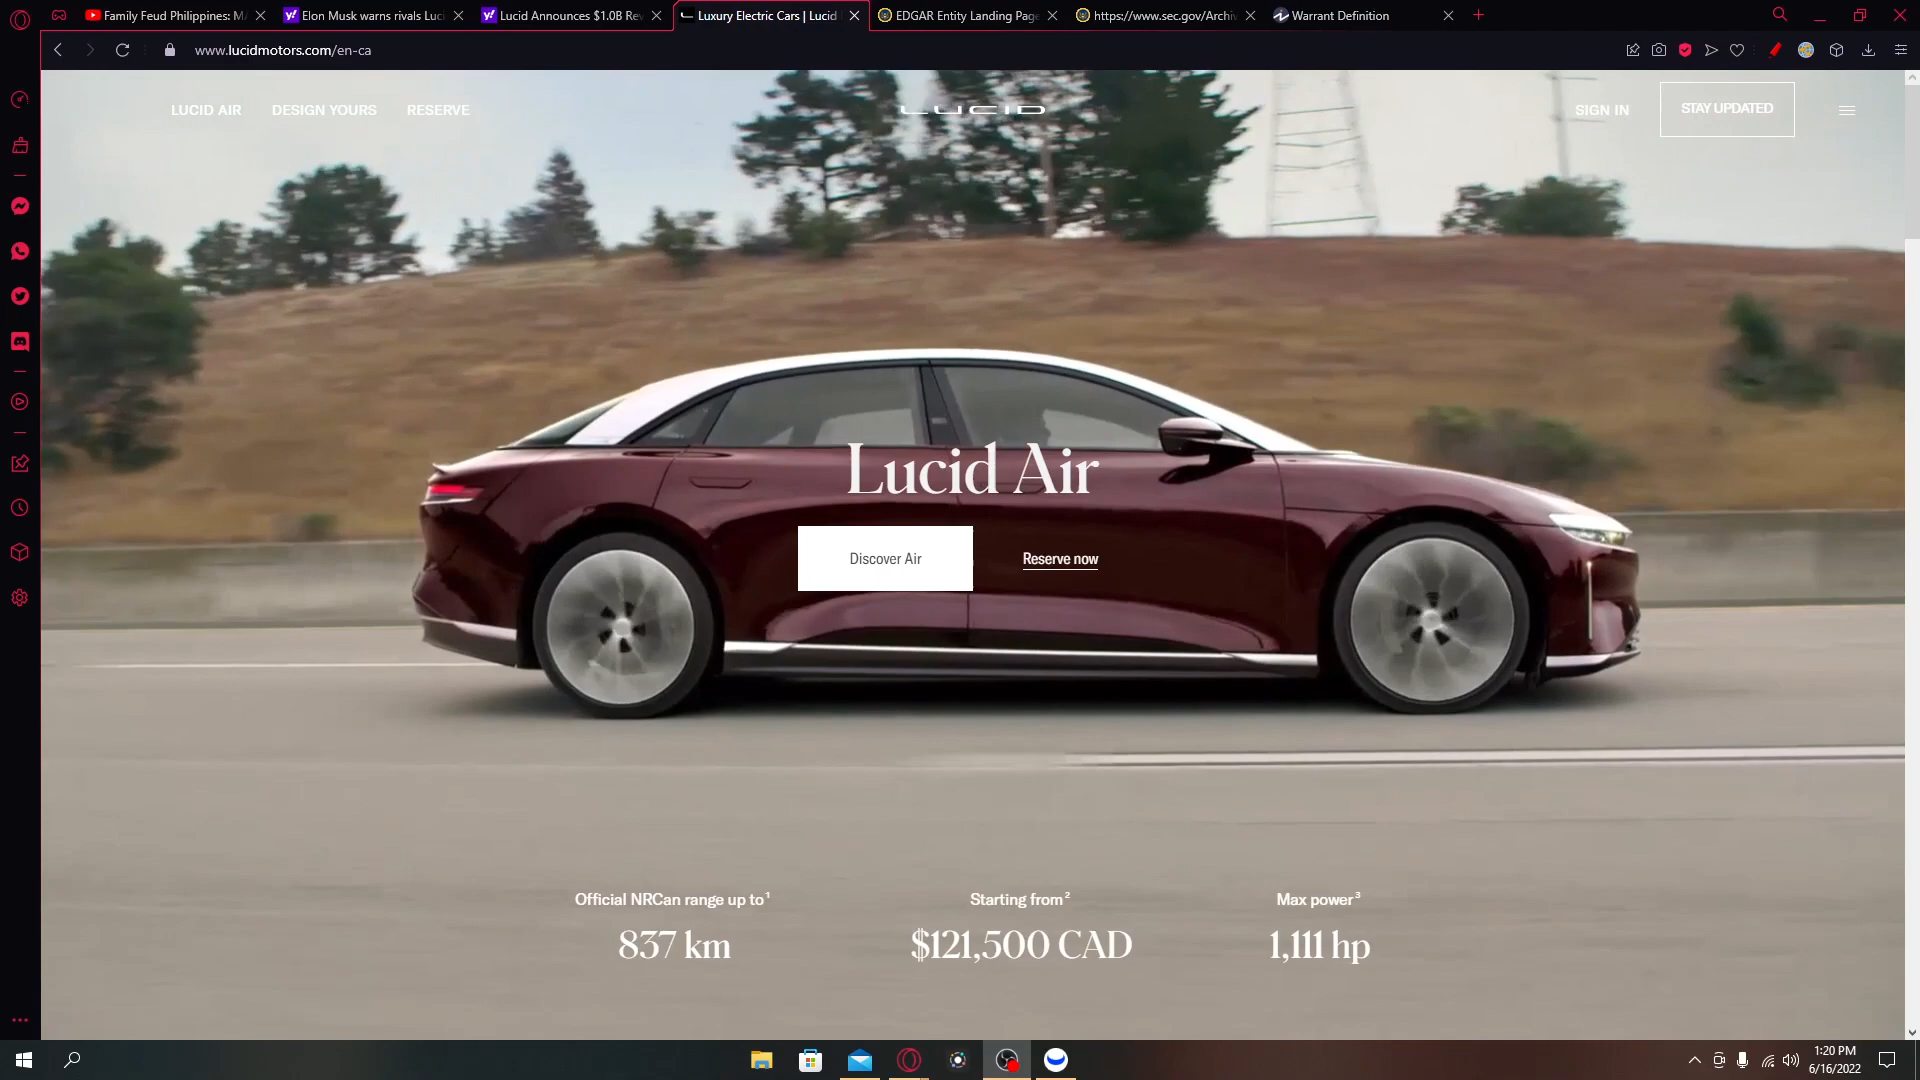 Family Feud Philippines: M
Elon Musk warns rivals Luci
Lucid Announces $1.0B Rev
Luxury Electric Cars | Lucid
EDGAR Entity Landing Page
https://www.sec.gov/Archiv
Warrant Definition
www.lucidmotors.com/en-ca
LUCID AIR
DESIGN YOURS
RESERVE
LUCID
SIGN IN
STAY UPDATED
Lucid Air
Discover Air
Reserve now
Official NRCan range up to¹
837 km
Starting from²
$121,500 CAD
Max power³
1,111 hp
1:20 PM
6/16/2022